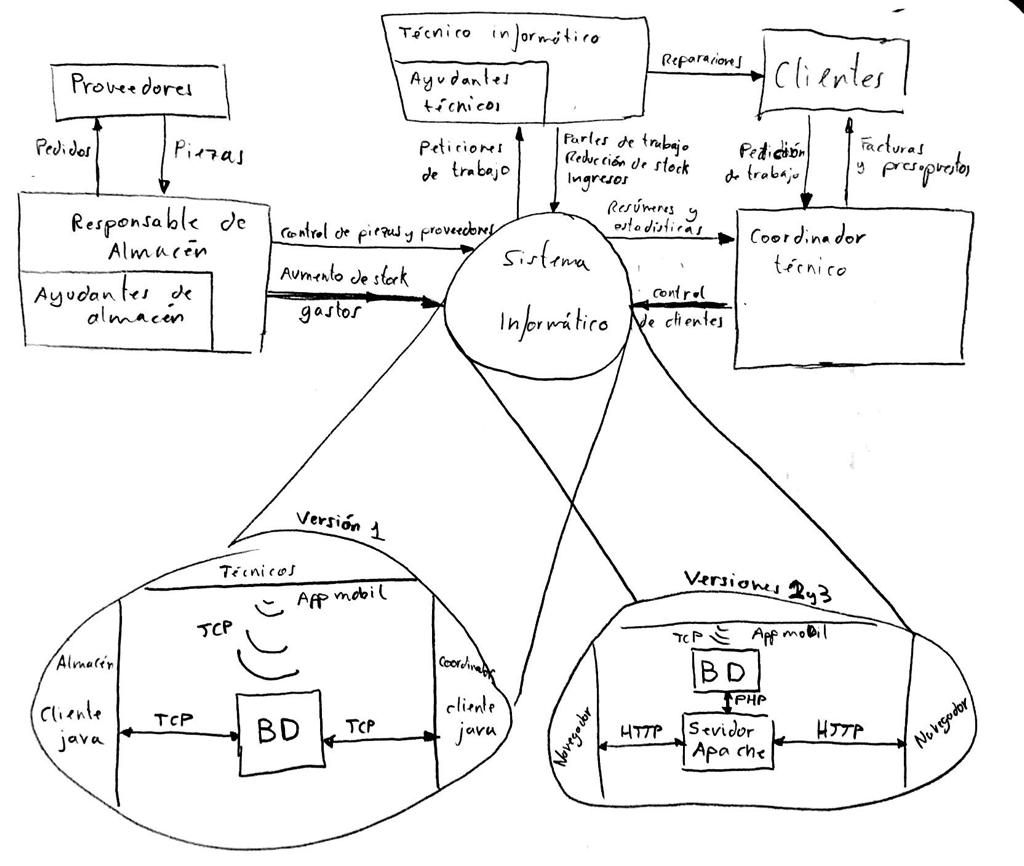 Técnico informático
Ayudantes
técnicos
Reparaciones
Clientes
Proveedores
Pedidos
Piezas
Peticiones
de trabajo
Partes de trabajo
Reducción de stock
Ingresos
Petición
de trabajo
Facturas
y presupuestos
Responsable de
Almacén
Ayudantes de
almacén
control de piezas y proveedores
Aumento de stock
gastos
Sistema
Informático
Resúmenes y
estadísticas
control
de clientes
Coordinador
técnico
Versión 1
Técnicos
App mobil
TCP
Almacén
Cliente
java
TCP
BD
TCP
Coordinador
cliente
java
Versiones 2 y 3
TCP
App mobil
BD
PHP
Navegador
HTTP
Sevidor
Apache
HTTP
Navegador